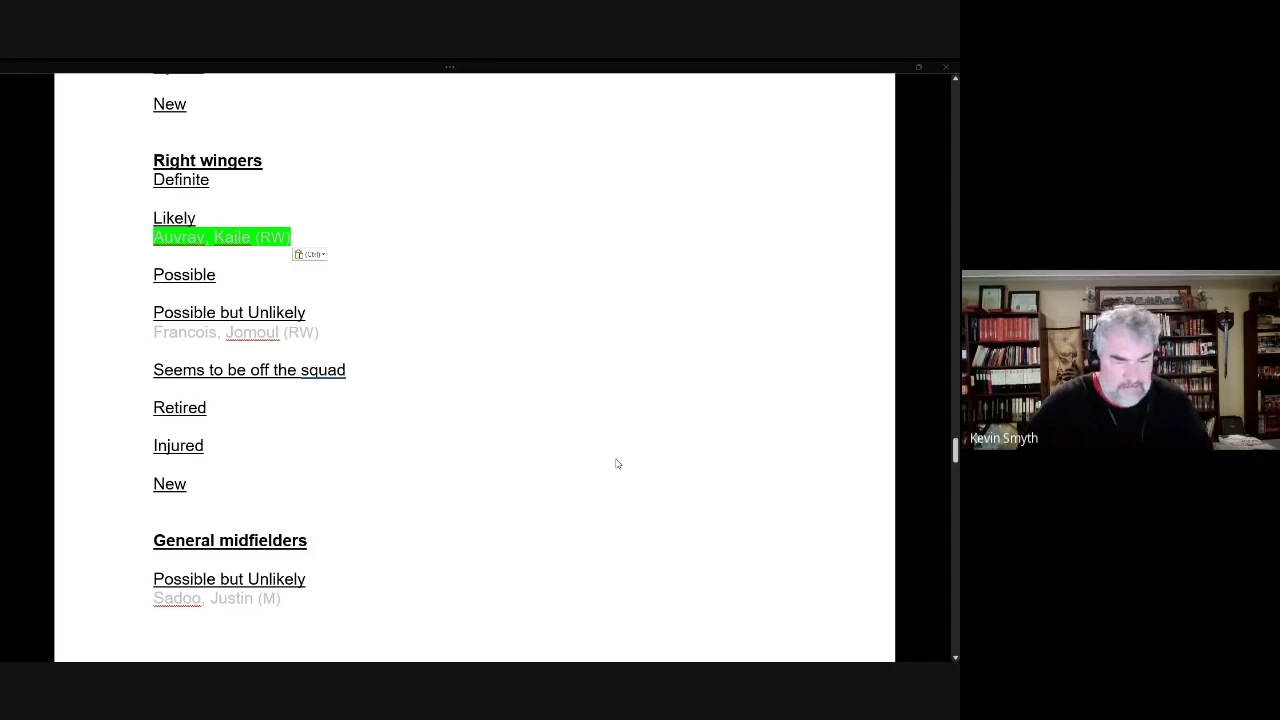 New
Right wingers
Definite
Likely
Auvray, Kaile (RW)
(Ctrl)
Possible
Possible but Unlikely
Francois, Jomoul (RW)
Seems to be off the squad
Retired
Injured
New
General midfielders
Possible but Unlikely
Sadoo, Justin (M)
Kevin Smyth